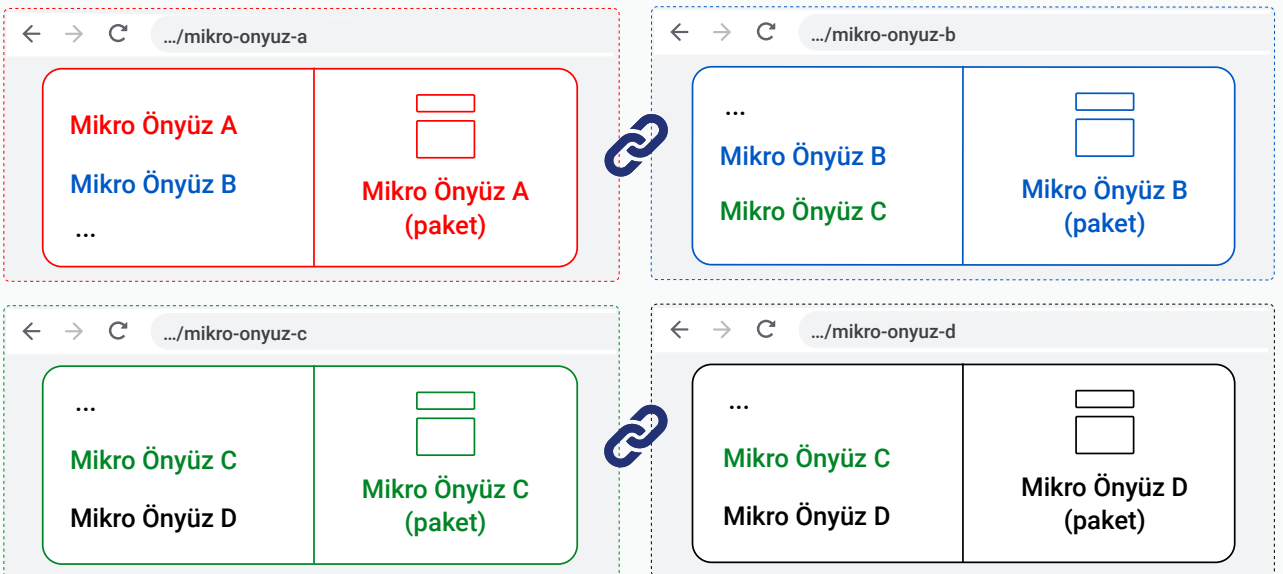 …/mikro-onyuz-a
Mikro Önyüz A
Mikro Önyüz B
...
Mikro Önyüz A
(paket)
…/mikro-onyuz-b
...
Mikro Önyüz B
Mikro Önyüz C
Mikro Önyüz B
(paket)
…/mikro-onyuz-c
...
Mikro Önyüz C
Mikro Önyüz D
Mikro Önyüz C
(paket)
…/mikro-onyuz-d
...
Mikro Önyüz C
Mikro Önyüz D
Mikro Önyüz D
(paket)